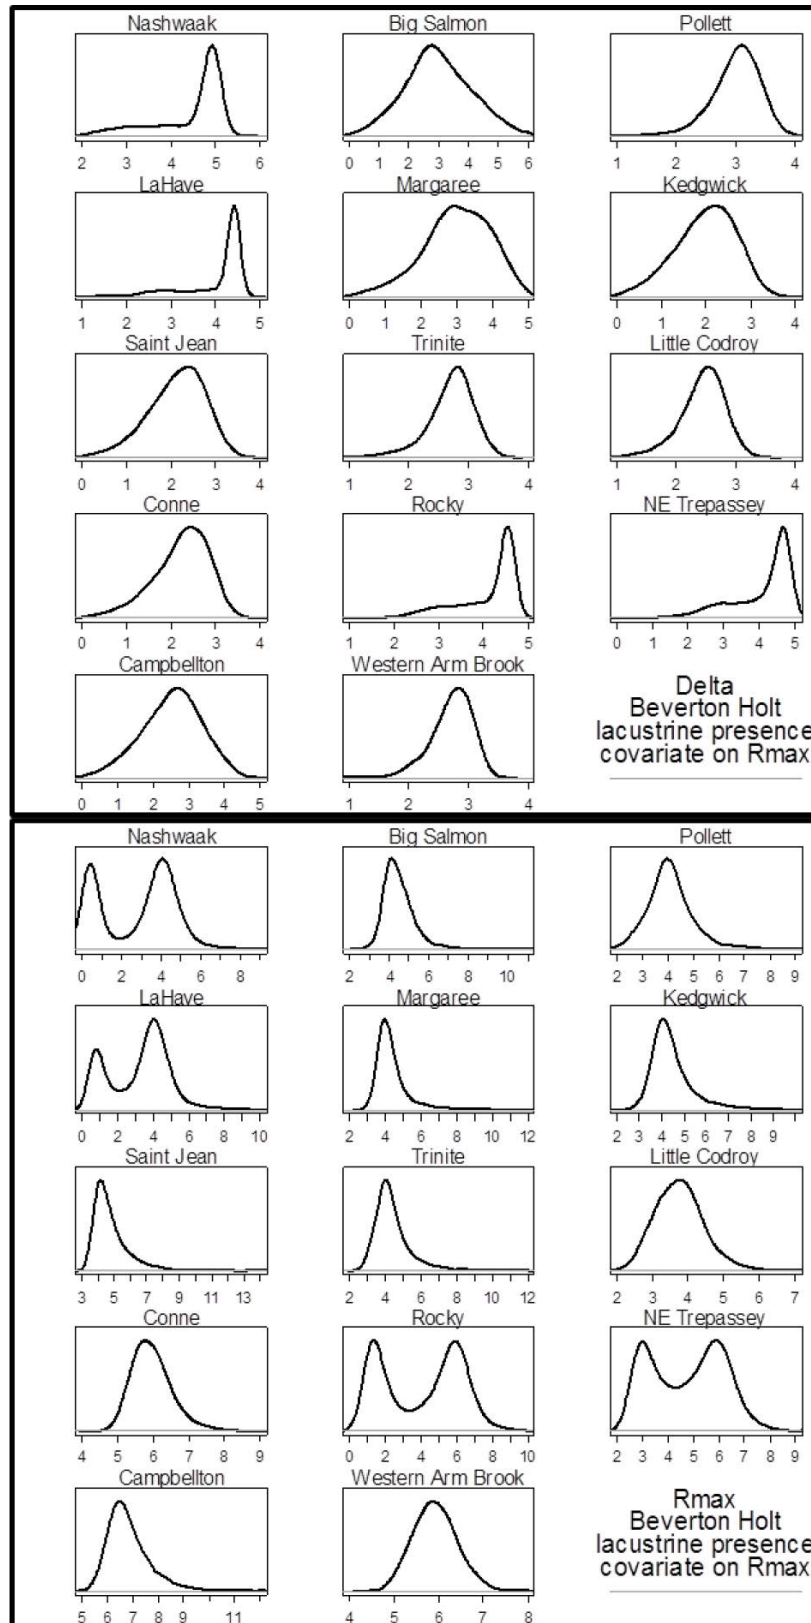 Nashwaak Big Salmon Pollett
2 3 4 5 6 0 1 2 3 4 5 6 1 2 3 4
LaHave Margaree Kedgwick
1 2 3 4 5 0 1 2 3 4 5 0 1 2 3 4
Saint Jean Trinite Little Codroy
0 1 2 3 4 1 2 3 4 0 1 2 3 4
Conne Rocky NE Trepassey
0 1 2 3 4 1 2 3 4 5 0 1 2 3 4 5
Campbellton Western Arm Brook
Delta
Beverton Holt
lacustrine presence
covariate on Rmax
0 1 2 3 4 5 1 2 3 4
Nashwaak Big Salmon Pollett
0 2 4 6 8 2 4 6 8 10 2 3 4 5 6 7 8 9
LaHave Margaree Kedgwick
0 2 4 6 8 10 2 4 6 8 10 12 2 3 4 5 6 7 8 9
Saint Jean Trinite Little Codroy
3 5 7 9 11 13 2 4 6 8 10 12 2 3 4 5 6 7
Conne Rocky NE Trepassey
4 5 6 7 8 9 0 2 4 6 8 10 2 3 4 5 6 7 8 9
Campbellton Western Arm Brook
Rmax
Beverton Holt
lacustrine presence
covariate on Rmax
5 6 7 8 9 11 4 5 6 7 8